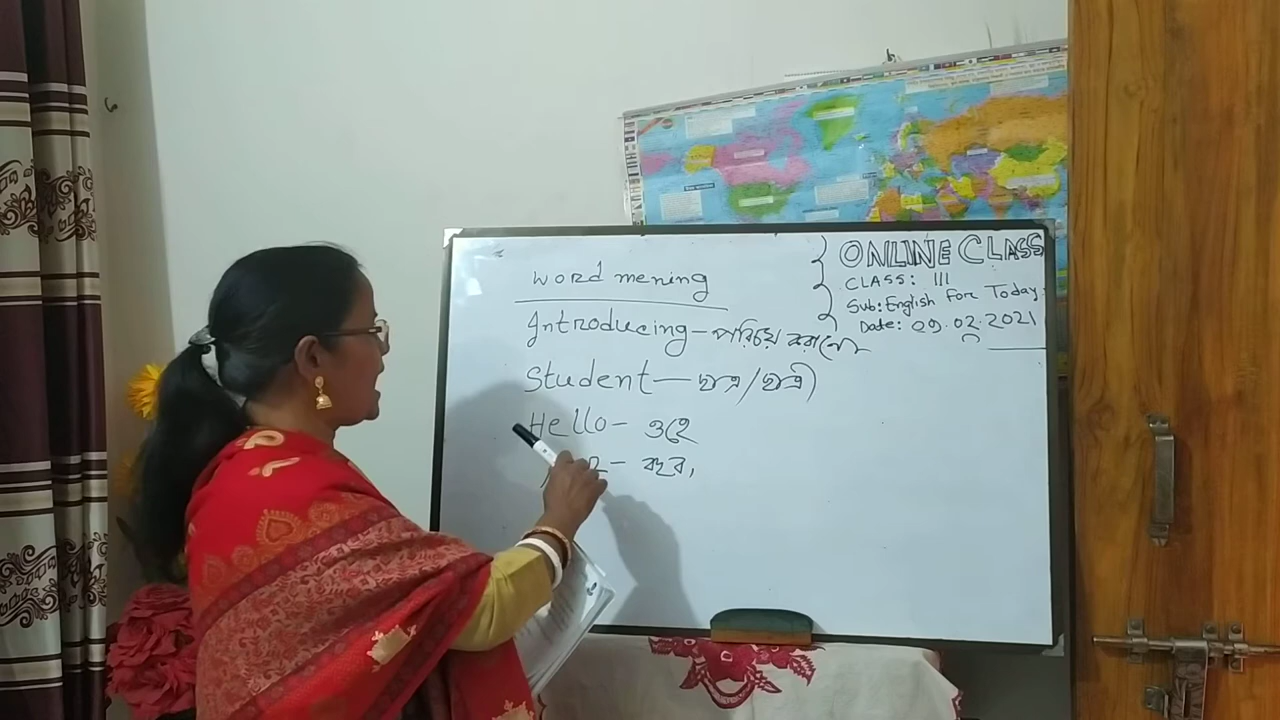 word mening
Introducing - পরিচয় করানো
Student - ছাত্র/ছাত্রী
Hello - ওহে
- বছর,
ONLINE CLASS
CLASS: III
Sub: English For Today
Date: 09.02.2021